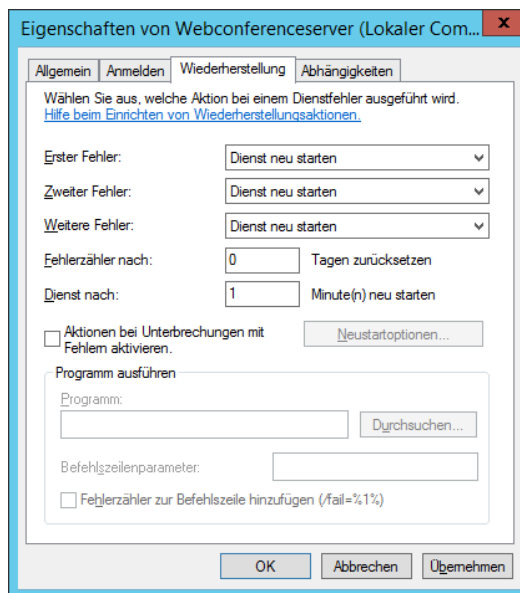 Eigenschaften von Webconferenceserver (Lokaler Com...
x
Allgemein Anmelden Wiederherstellung Abhängigkeiten
Wählen Sie aus, welche Aktion bei einem Dienstfehler ausgeführt wird.
Hilfe beim Einrichten von Wiederherstellungsaktionen.
Erster Fehler: Dienst neu starten
Zweiter Fehler: Dienst neu starten
Weitere Fehler: Dienst neu starten
Fehlerzähler nach: 0 Tagen zurücksetzen
Dienst nach: 1 Minute(n) neu starten
Aktionen bei Unterbrechungen mit
Fehlern aktivieren.
Neustartoptionen...
Programm ausführen
Programm:
Durchsuchen...
Befehlszeilenparameter:
Fehlerzähler zur Befehlszeile hinzufügen (/fail=%1%)
OK Abbrechen Übernehmen